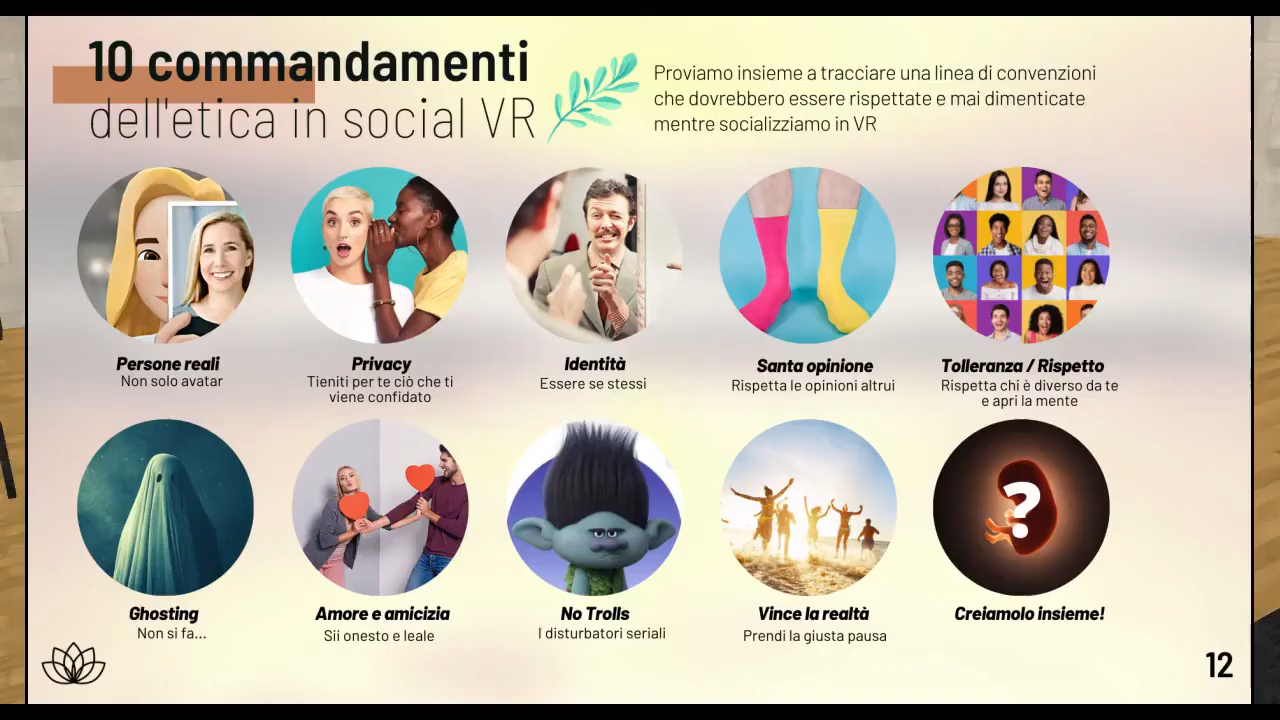 10 commandamenti
dell'etica in social VR
Proviamo insieme a tracciare una linea di convenzioni
che dovrebbero essere rispettate e mai dimenticate
mentre socializziamo in VR
Persone reali
Non solo avatar
Privacy
Tieniti per te ciò che ti
viene confidato
Identità
Essere se stessi
Santa opinione
Rispetta le opinioni altrui
Tolleranza / Rispetto
Rispetta chi è diverso da te
e apri la mente
?
Ghosting
Non si fa...
Amore e amicizia
Sii onesto e leale
No Trolls
I disturbatori seriali
Vince la realtà
Prendi la giusta pausa
Creiamolo insieme!
12